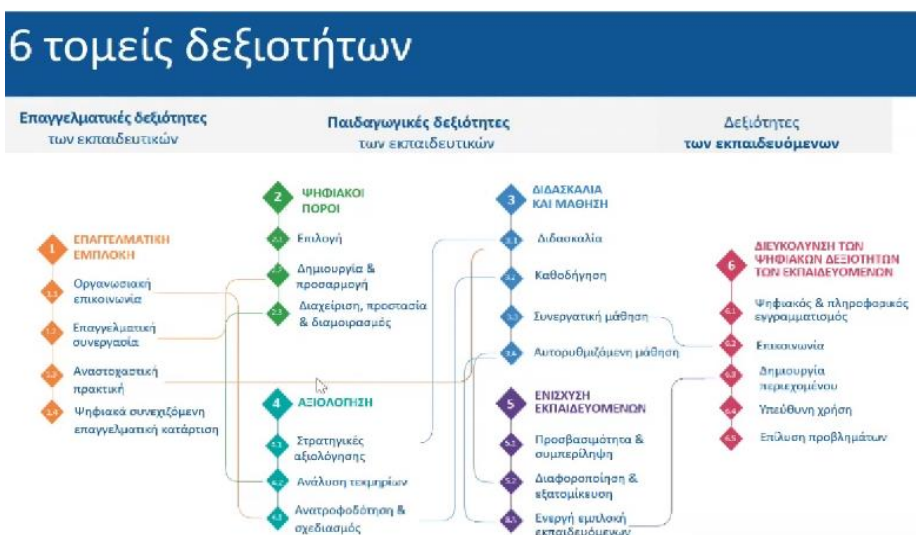 6 τομείς δεξιοτήτων
Επαγγελματικές δεξιότητες
των εκπαιδευτικών
Παιδαγωγικές δεξιότητες
των εκπαιδευτικών
Δεξιότητες
των εκπαιδευόμενων
1
ΕΠΑΓΓΕΛΜΑΤΙΚΗ
ΕΜΠΛΟΚΗ
1.1
Οργανωσιακή
επικοινωνία
1.2
Επαγγελματική
συνεργασία
1.3
Αναστοχαστική
πρακτική
1.4
Ψηφιακά συνεχιζόμενη
επαγγελματική κατάρτιση
2
ΨΗΦΙΑΚΟΙ
ΠΟΡΟΙ
2.1
Επιλογή
2.2
Δημιουργία &
προσαρμογή
2.3
Διαχείριση, προστασία
& διαμοιρασμός
4
ΑΞΙΟΛΟΓΗΣΗ
4.1
Στρατηγικές
αξιολόγησης
4.2
Ανάλυση τεκμηρίων
4.3
Ανατροφοδότηση &
σχεδιασμός
3
ΔΙΔΑΣΚΑΛΙΑ
ΚΑΙ ΜΑΘΗΣΗ
3.1
Διδασκαλία
3.2
Καθοδήγηση
3.3
Συνεργατική μάθηση
3.4
Αυτορυθμιζόμενη μάθηση
5
ΕΝΙΣΧΥΣΗ
ΕΚΠΑΙΔΕΥΟΜΕΝΩΝ
5.1
Προσβασιμότητα &
συμπερίληψη
5.2
Διαφοροποίηση &
εξατομίκευση
Ενεργή εμπλοκή
εκπαιδευόμενων
6
ΔΙΕΥΚΟΛΥΝΣΗ ΤΩΝ
ΨΗΦΙΑΚΩΝ ΔΕΞΙΟΤΗΤΩΝ
ΤΩΝ ΕΚΠΑΙΔΕΥΟΜΕΝΩΝ
6.1
Ψηφιακός & πληροφορικός
εγγραμματισμός
6.2
Επικοινωνία
6.3
Δημιουργία
περιεχομένου
6.4
Υπεύθυνη χρήση
6.5
Επίλυση προβλημάτων